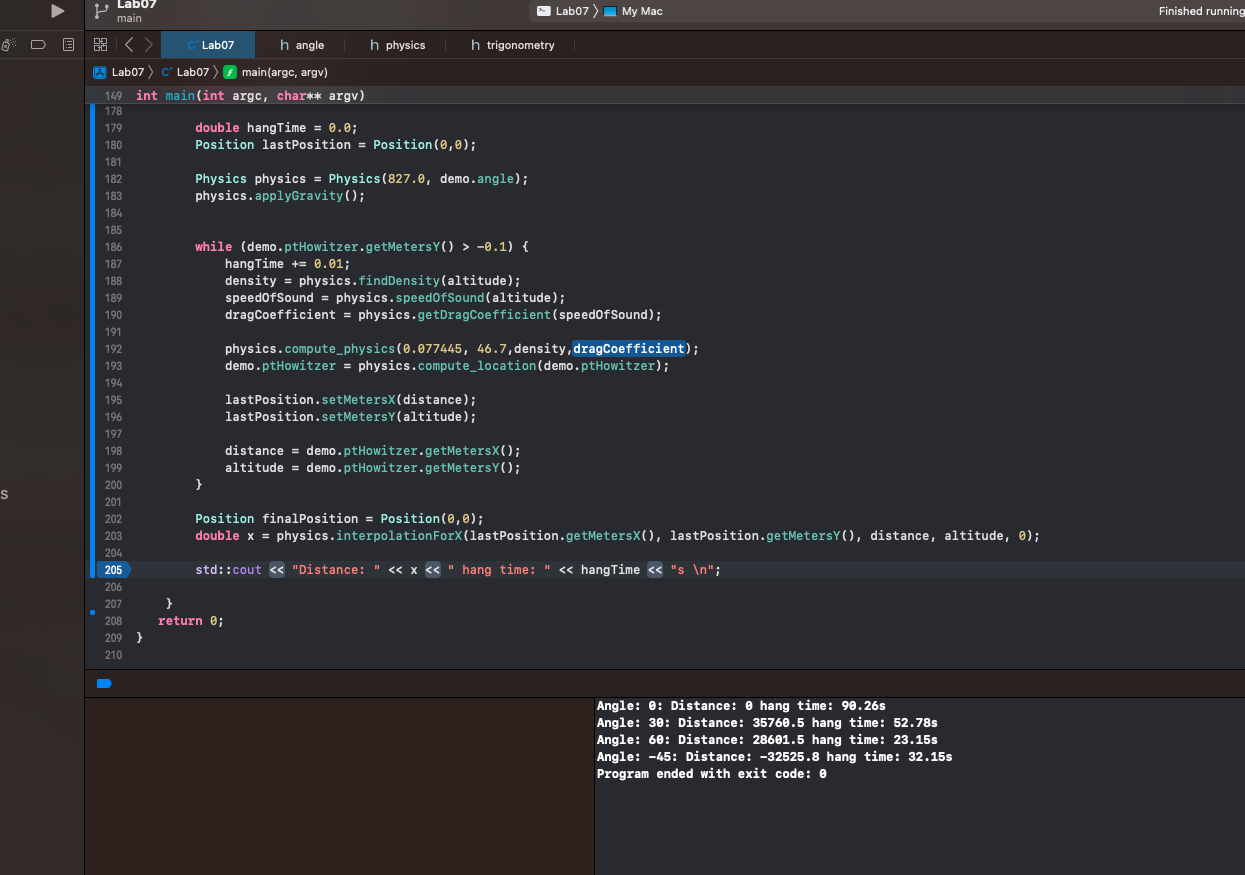 Lab07
main
Lab07 〉 My Mac
Finished running
C⁺ Lab07 h angle h physics h trigonometry
Lab07 〉 C⁺ Lab07 〉 f main(argc, argv)
149 int main(int argc, char** argv)
178
179 double hangTime = 0.0;
180 Position lastPosition = Position(0,0);
181
182 Physics physics = Physics(827.0, demo.angle);
183 physics.applyGravity();
184
185
186 while (demo.ptHowitzer.getMetersY() > -0.1) {
187 hangTime += 0.01;
188 density = physics.findDensity(altitude);
189 speedOfSound = physics.speedOfSound(altitude);
190 dragCoefficient = physics.getDragCoefficient(speedOfSound);
191
192 physics.compute_physics(0.077445, 46.7,density,dragCoefficient);
193 demo.ptHowitzer = physics.compute_location(demo.ptHowitzer);
194
195 lastPosition.setMetersX(distance);
196 lastPosition.setMetersY(altitude);
197
198 distance = demo.ptHowitzer.getMetersX();
199 altitude = demo.ptHowitzer.getMetersY();
200 }
201
202 Position finalPosition = Position(0,0);
203 double x = physics.interpolationForX(lastPosition.getMetersX(), lastPosition.getMetersY(), distance, altitude, 0);
204
205 std::cout << "Distance: " << x << " hang time: " << hangTime << "s \n";
206
207 }
208 return 0;
209 }
210
s
Angle: 0: Distance: 0 hang time: 90.26s
Angle: 30: Distance: 35760.5 hang time: 52.78s
Angle: 60: Distance: 28601.5 hang time: 23.15s
Angle: -45: Distance: -32525.8 hang time: 32.15s
Program ended with exit code: 0